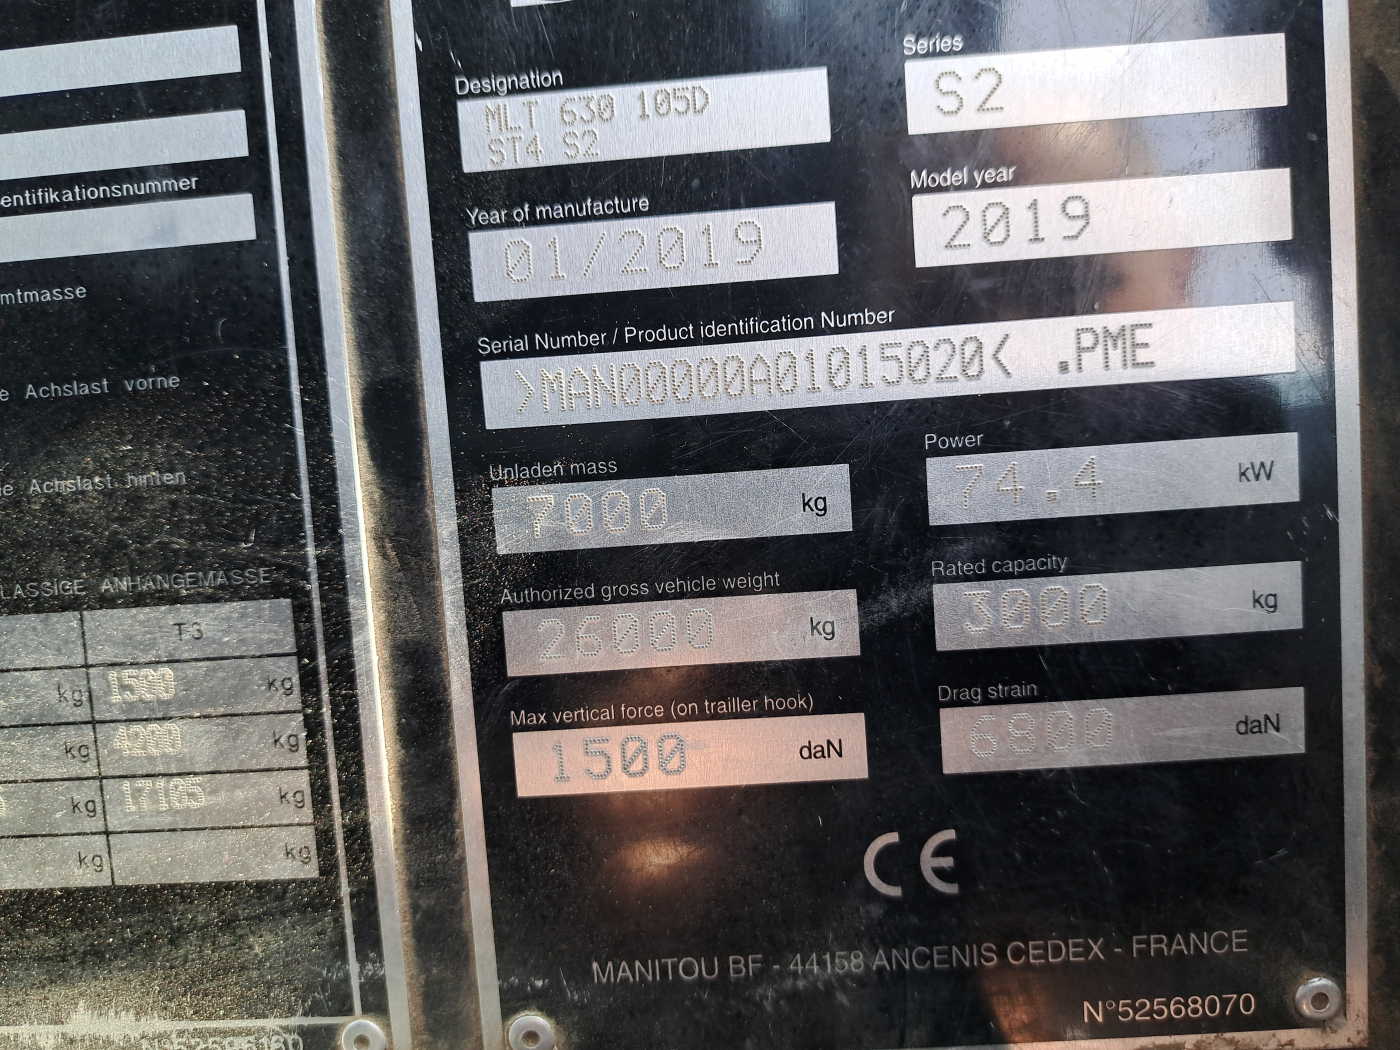 entifikationsnummer
mtmasse
e Achslast vorne
e Achslast hinten
LASSIGE ANHANGEMASSE
T3
kg 1500 kg
kg 4200 kg
kg 17105 kg
kg kg
Designation
MLT 630 105D
ST4 S2
Series
S2
Year of manufacture
01/2019
Model year
2019
Serial Number / Product identification Number
>MAN00000A01015020< .PME
Unladen mass
7000 kg
Power
74.4 kW
Authorized gross vehicle weight
26000 kg
Rated capacity
3000 kg
Max vertical force (on trailler hook)
1500 daN
Drag strain
6900 daN
CE
MANITOU BF - 44158 ANCENIS CEDEX - FRANCE
N°52568070